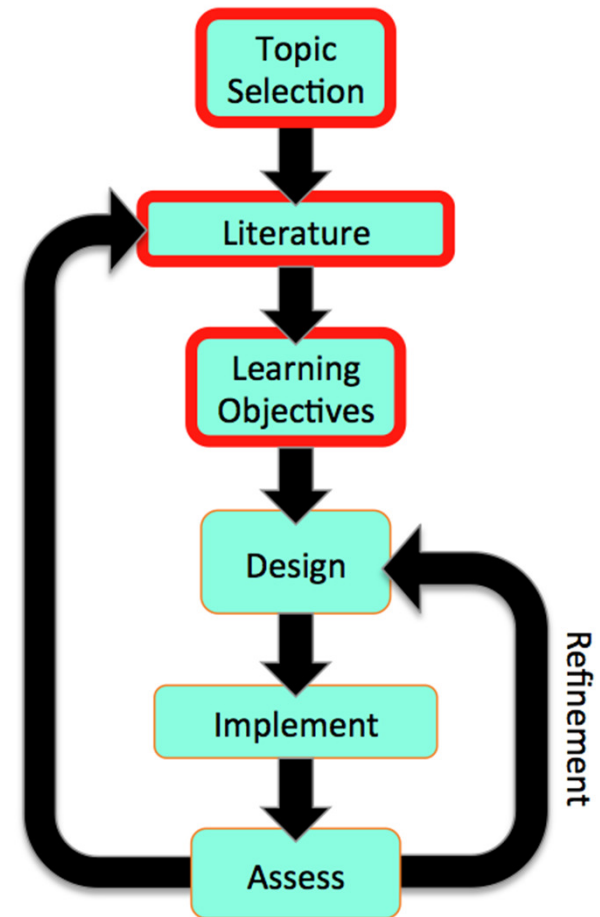 Topic
Selection
Literature
Learning
Objectives
Design
Implement
Refinement
Assess